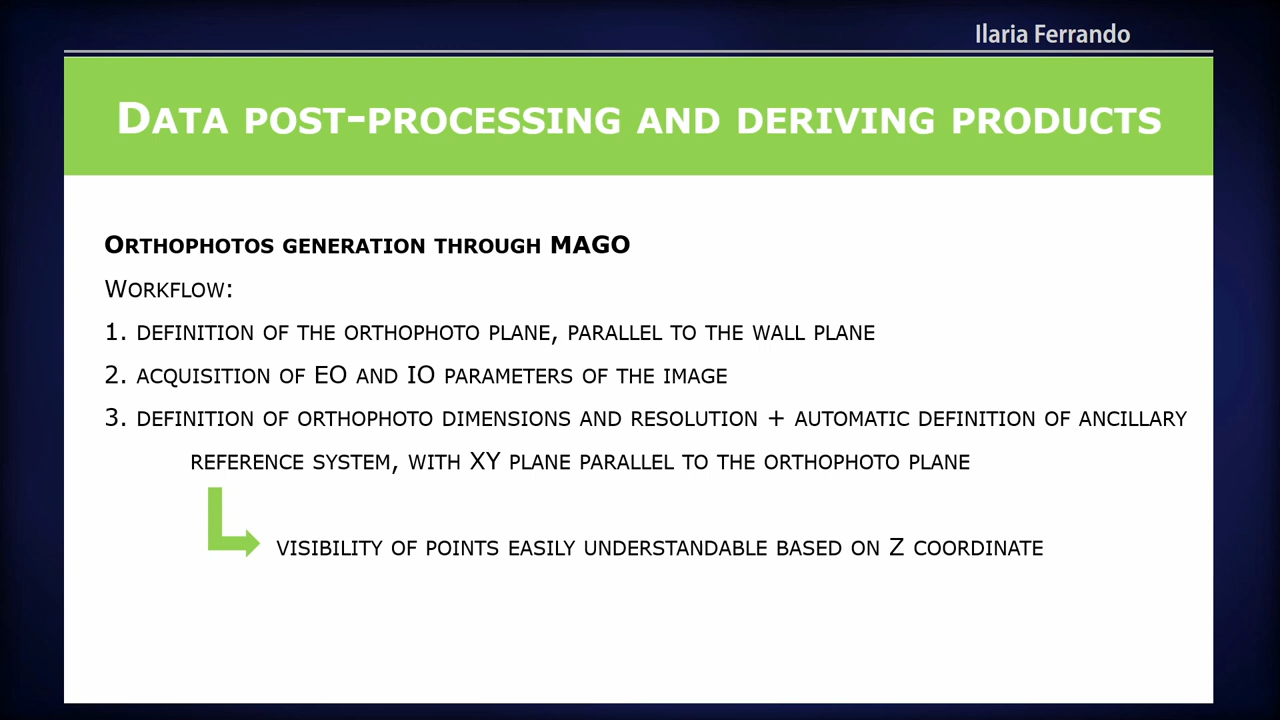 Ilaria Ferrando
Data post-processing and deriving products
Orthophotos generation through MAGO
Workflow:
1. definition of the orthophoto plane, parallel to the wall plane
2. acquisition of EO and IO parameters of the image
3. definition of orthophoto dimensions and resolution + automatic definition of ancillary
reference system, with XY plane parallel to the orthophoto plane
visibility of points easily understandable based on Z coordinate